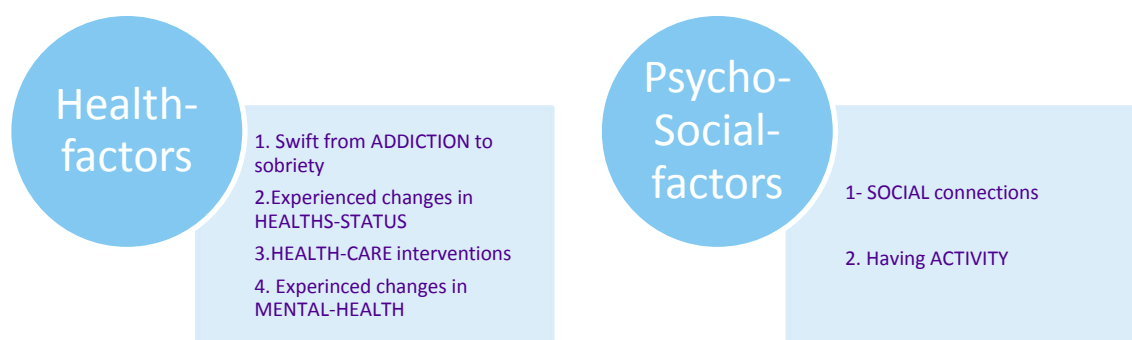 Health-
factors
1. Swift from ADDICTION to
sobriety
2.Experienced changes in
HEALTHS-STATUS
3.HEALTH-CARE interventions
4. Experinced changes in
MENTAL-HEALTH
Psycho-
Social-
factors
1- SOCIAL connections
2. Having ACTIVITY